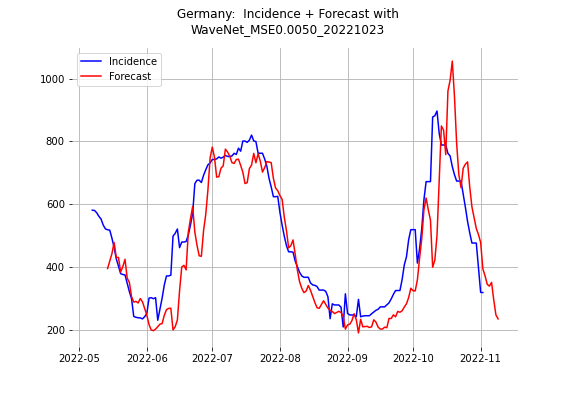 Germany:  Incidence + Forecast with
WaveNet_MSE0.0050_20221023
Incidence
Forecast
1000
800
600
400
200
2022-05 2022-06 2022-07 2022-08 2022-09 2022-10 2022-11